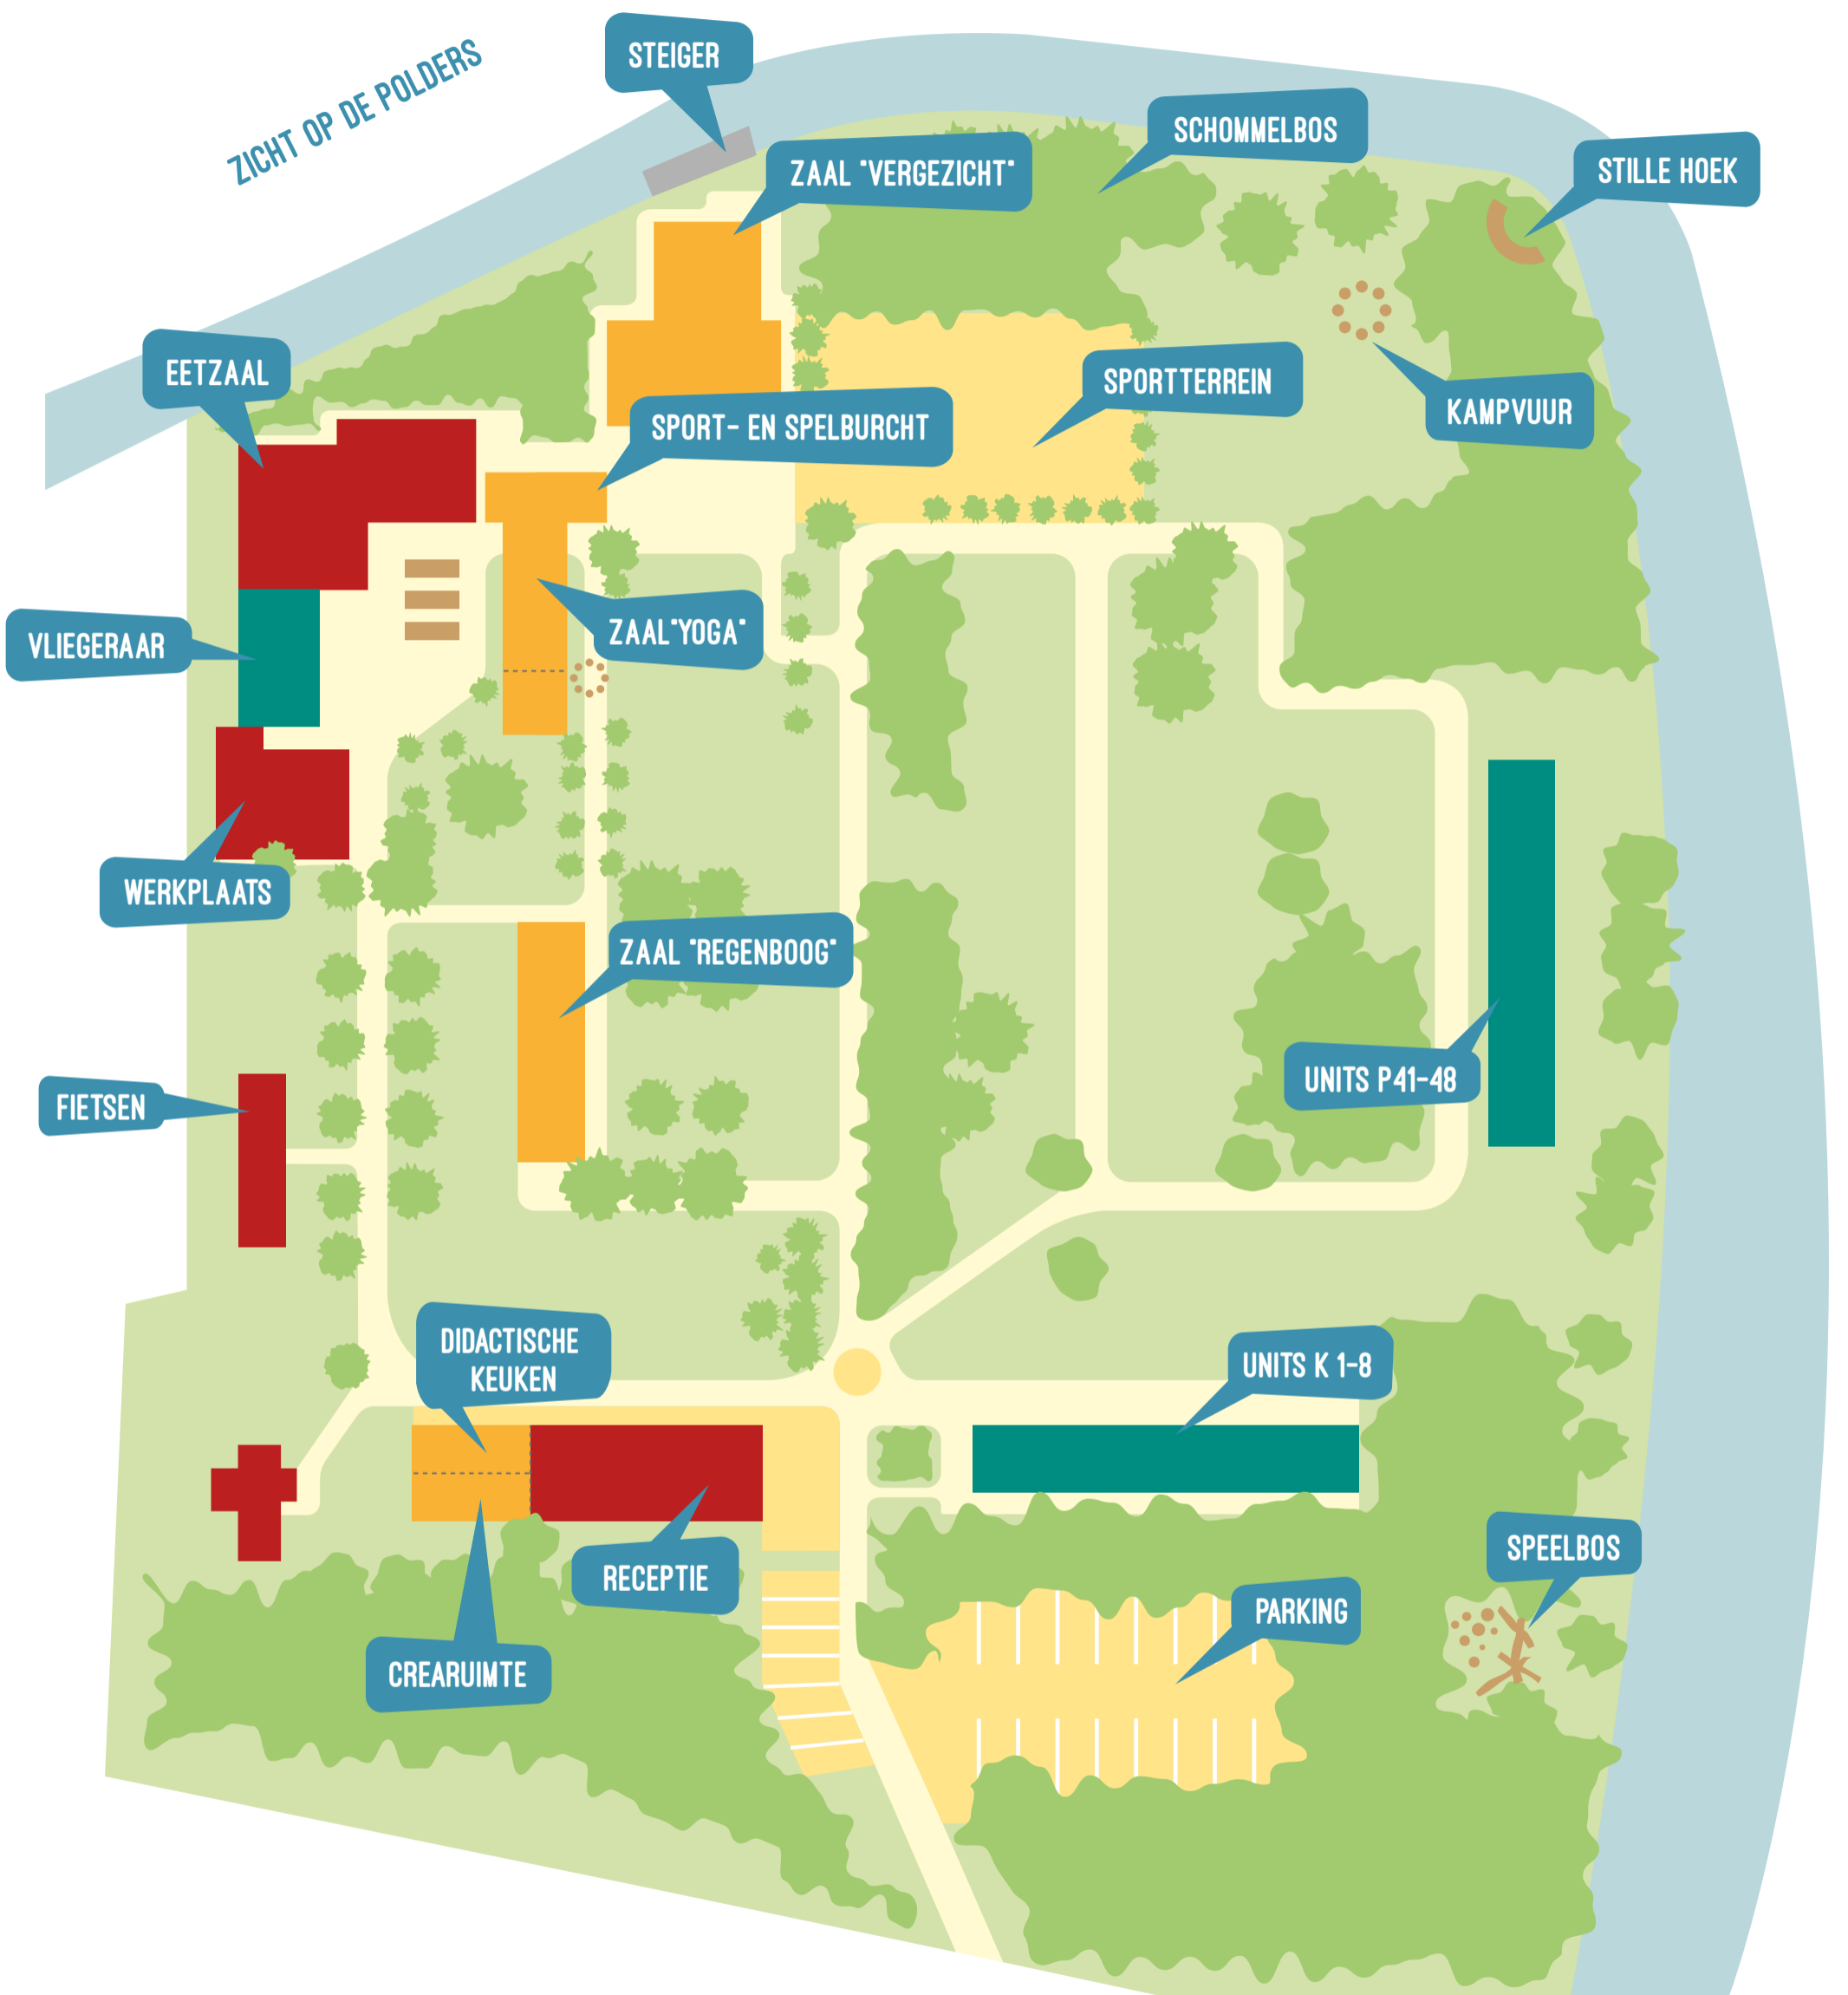 ZICHT OP DE POLDERS
STEIGER
SCHOMMELBOS
ZAAL "VERGEZICHT"
STILLE HOEK
EETZAAL
SPORTTERREIN
SPORT- EN SPELBURCHT
KAMPVUUR
VLIEGERAAR
ZAAL"YOGA"
WERKPLAATS
ZAAL "REGENBOOG"
UNITS P41-48
FIETSEN
DIDACTISCHE
KEUKEN
UNITS K 1-8
SPEELBOS
RECEPTIE
PARKING
CREARUIMTE